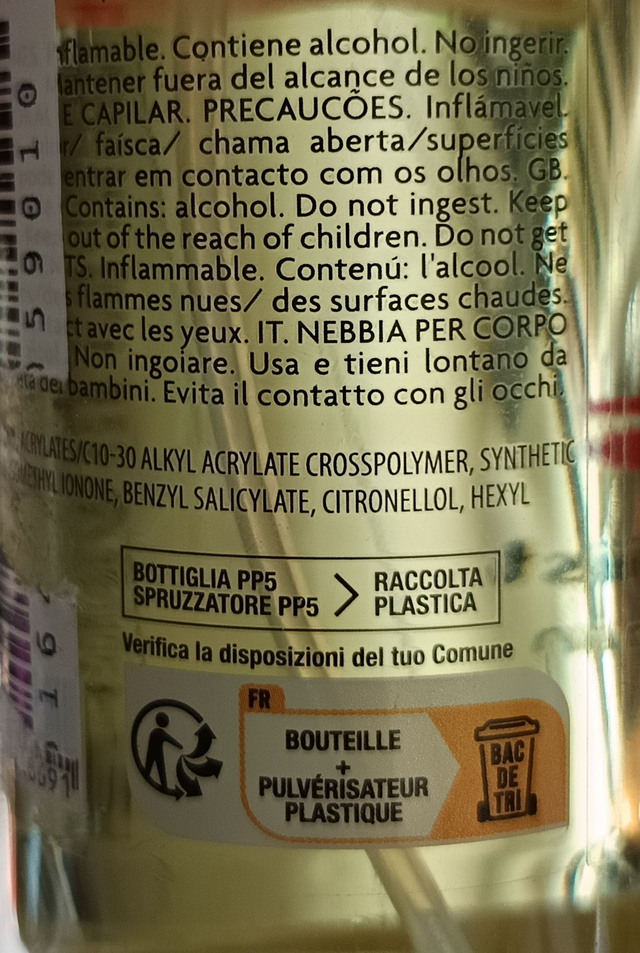 flamable. Contiene alcohol. No ingerir.
antener fuera del alcance de los niños.
E CAPILAR. PRECAUCÕES. Inflámavel.
r/ faísca/ chama aberta/superfícies
entrar em contacto com os olhos. GB.
Contains: alcohol. Do not ingest. Keep
out of the reach of children. Do not get
TS. Inflammable. Contenú: l'alcool. Ne
s flammes nues/ des surfaces chaudes.
ct avec les yeux. IT. NEBBIA PER CORPO
Non ingoiare. Usa e tieni lontano da
dei bambini. Evita il contatto con gli occhi.
ACRYLATES/C10-30 ALKYL ACRYLATE CROSSPOLYMER, SYNTHETIC
METHYL IONONE, BENZYL SALICYLATE, CITRONELLOL, HEXYL
BOTTIGLIA PP5 > RACCOLTA
SPRUZZATORE PP5 PLASTICA
Verifica la disposizioni del tuo Comune
FR
BOUTEILLE
+
PULVÉRISATEUR
PLASTIQUE
BAC
DE
TRI
59010